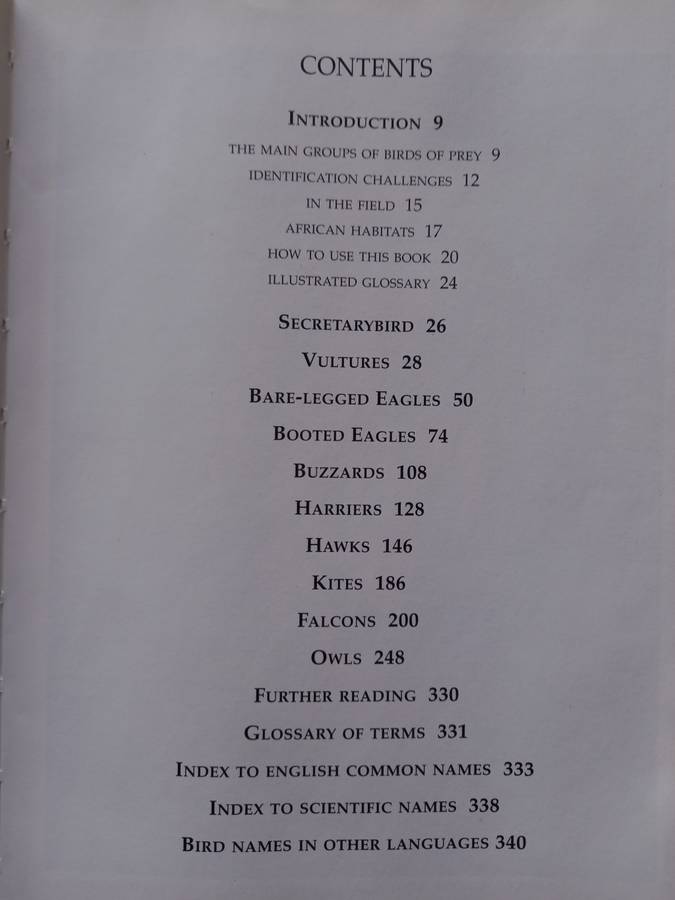 CONTENTS
INTRODUCTION 9
THE MAIN GROUPS OF BIRDS OF PREY 9
IDENTIFICATION CHALLENGES 12
IN THE FIELD 15
AFRICAN HABITATS 17
HOW TO USE THIS BOOK 20
ILLUSTRATED GLOSSARY 24
SECRETARYBIRD 26
VULTURES 28
BARE-LEGGED EAGLES 50
BOOTED EAGLES 74
BUZZARDS 108
HARRIERS 128
HAWKS 146
KITES 186
FALCONS 200
OWLS 248
FURTHER READING 330
GLOSSARY OF TERMS 331
INDEX TO ENGLISH COMMON NAMES 333
INDEX TO SCIENTIFIC NAMES 338
BIRD NAMES IN OTHER LANGUAGES 340